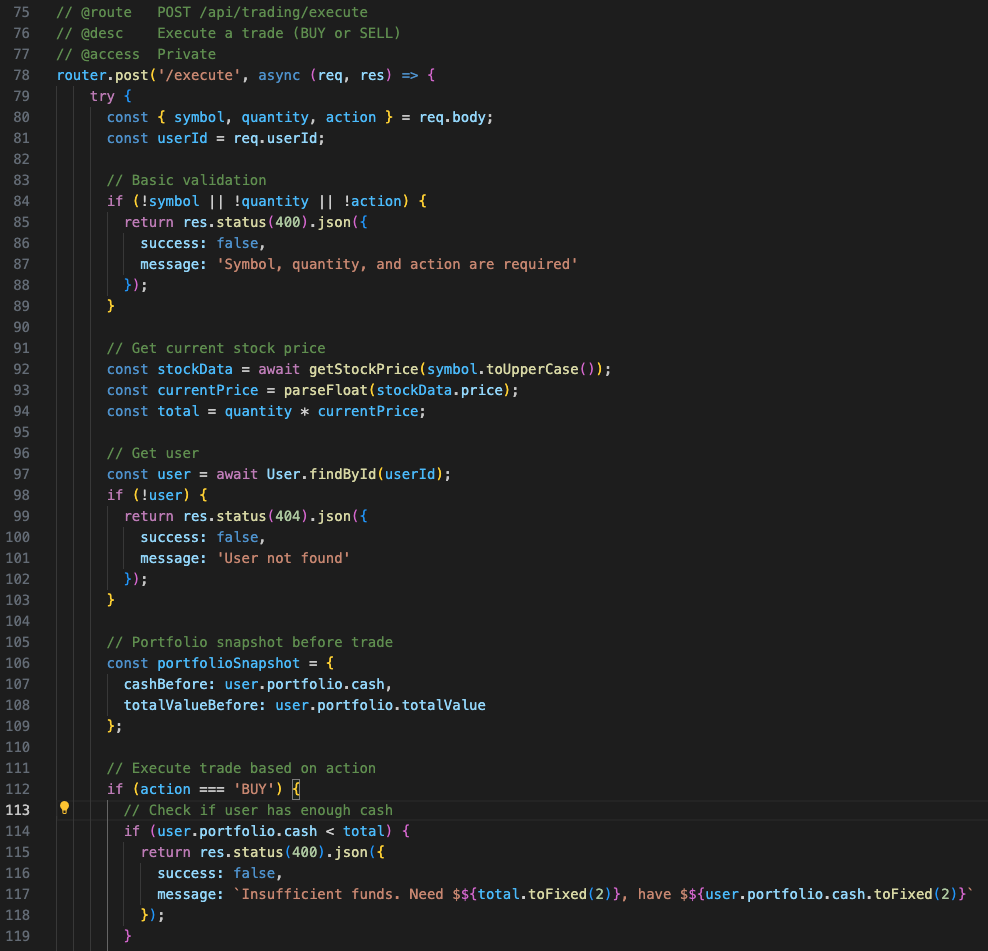 75 // @route   POST /api/trading/execute
76 // @desc    Execute a trade (BUY or SELL)
77 // @access  Private
78 router.post('/execute', async (req, res) => {
79     try {
80       const { symbol, quantity, action } = req.body;
81       const userId = req.userId;
82
83       // Basic validation
84       if (!symbol || !quantity || !action) {
85         return res.status(400).json({
86           success: false,
87           message: 'Symbol, quantity, and action are required'
88         });
89       }
90
91       // Get current stock price
92       const stockData = await getStockPrice(symbol.toUpperCase());
93       const currentPrice = parseFloat(stockData.price);
94       const total = quantity * currentPrice;
95
96       // Get user
97       const user = await User.findById(userId);
98       if (!user) {
99         return res.status(404).json({
100           success: false,
101           message: 'User not found'
102         });
103       }
104
105       // Portfolio snapshot before trade
106       const portfolioSnapshot = {
107         cashBefore: user.portfolio.cash,
108         totalValueBefore: user.portfolio.totalValue
109       };
110
111       // Execute trade based on action
112       if (action === 'BUY') {
113         // Check if user has enough cash
114         if (user.portfolio.cash < total) {
115           return res.status(400).json({
116             success: false,
117             message: `Insufficient funds. Need $${total.toFixed(2)}, have $${user.portfolio.cash.toFixed(2)}`
118           });
119         }